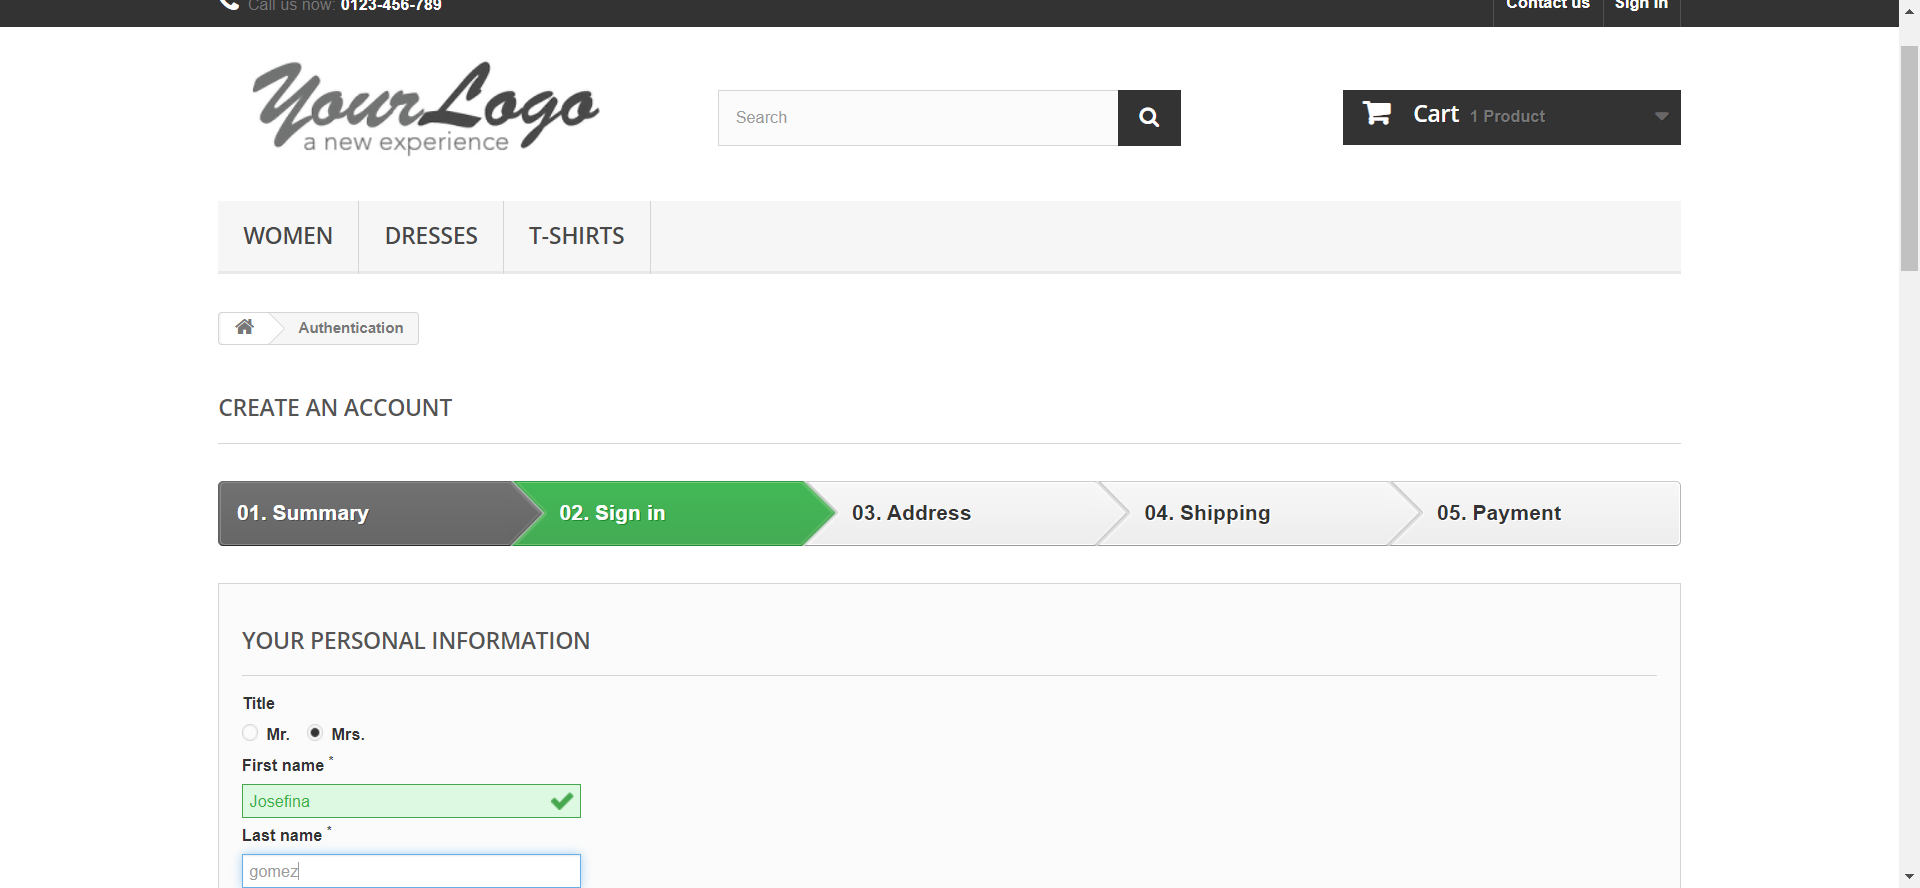 Call us now: 0123-456-789
Contact us
Sign in
YourLogo
a new experience
Search
Cart 1 Product
WOMEN
DRESSES
T-SHIRTS
Authentication
CREATE AN ACCOUNT
01. Summary
02. Sign in
03. Address
04. Shipping
05. Payment
YOUR PERSONAL INFORMATION
Title
Mr.
Mrs.
First name *
Josefina
Last name *
gomez